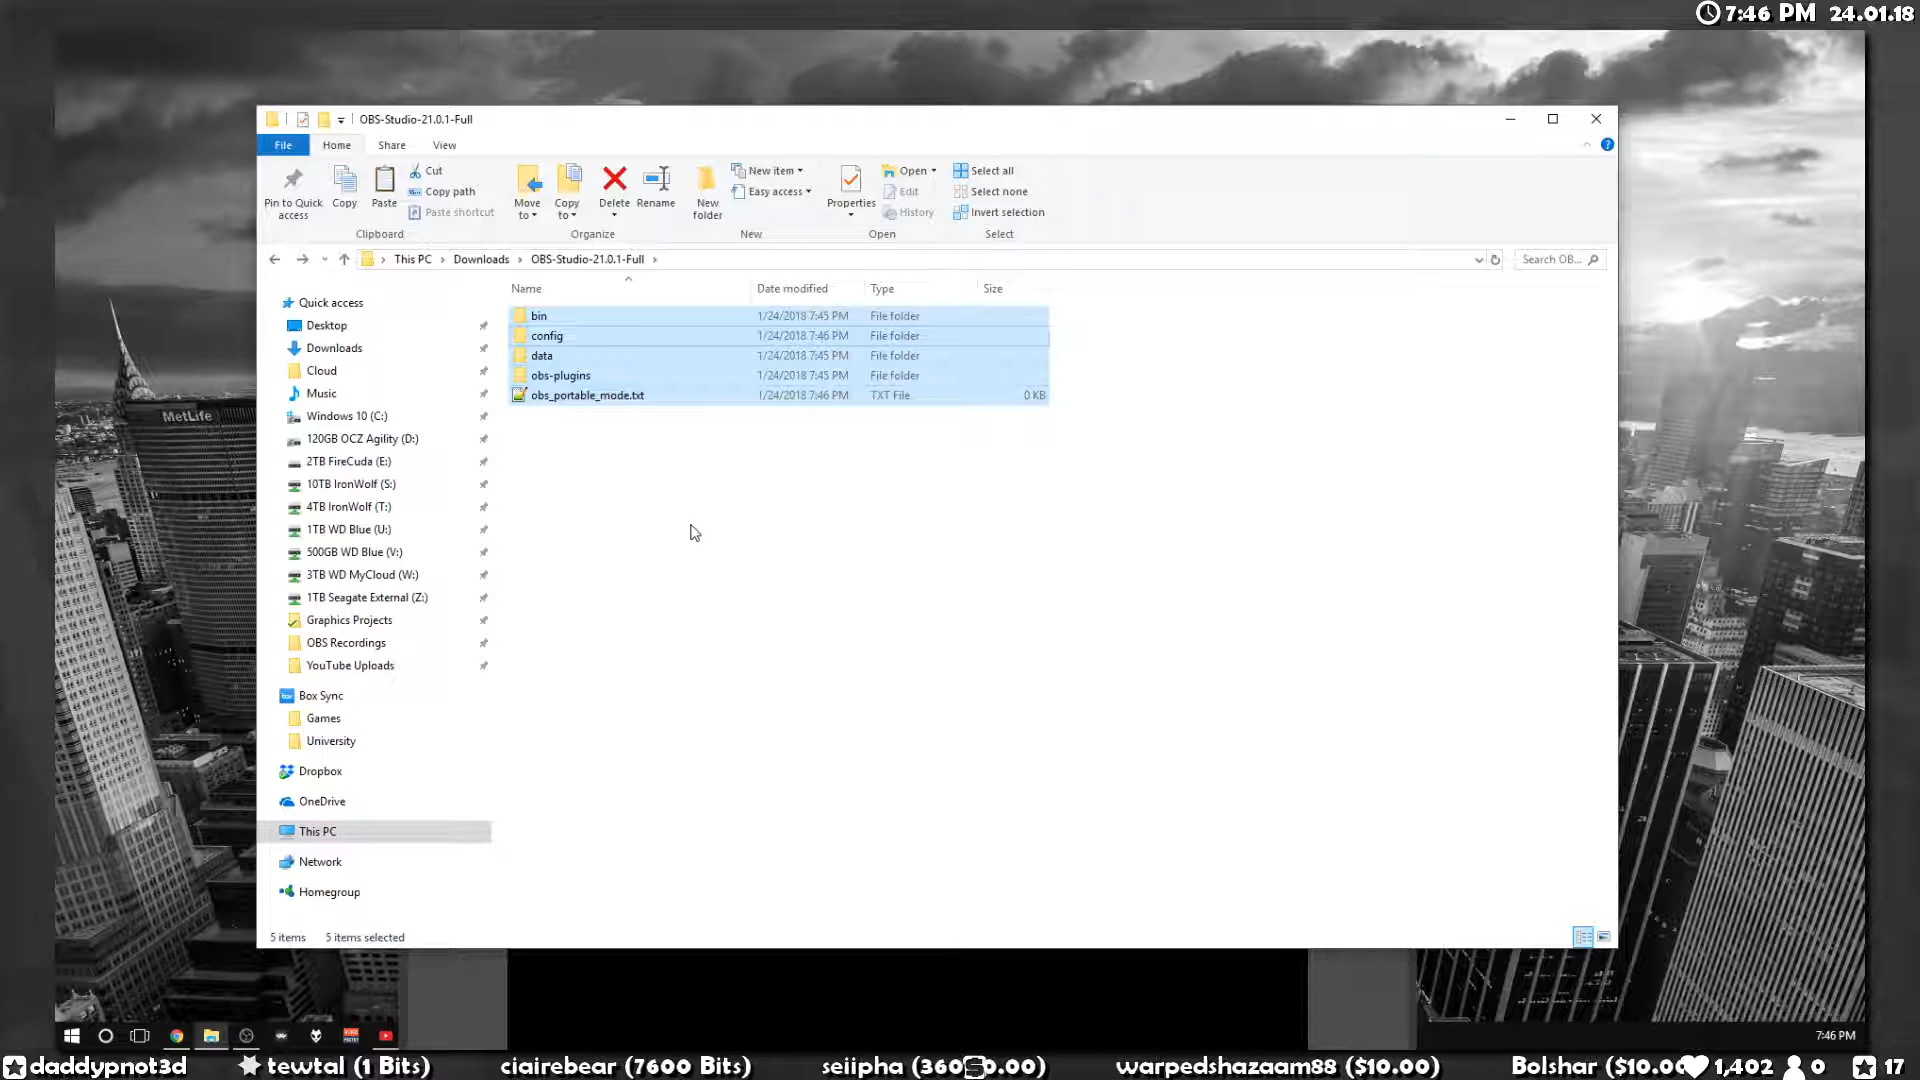 7:46 PM 24.01.18
OBS-Studio-21.0.1-Full
File Home Share View
Pin to Quick access
Copy
Paste
Cut
Copy path
Paste shortcut
Clipboard
Move to
Copy to
Delete
Rename
Organize
New folder
New item
Easy access
New
Properties
Open
Edit
History
Open
Select all
Select none
Invert selection
Select
This PC > Downloads > OBS-Studio-21.0.1-Full >
Search OB...
Name Date modified Type Size
bin 1/24/2018 7:45 PM File folder
config 1/24/2018 7:46 PM File folder
data 1/24/2018 7:45 PM File folder
obs-plugins 1/24/2018 7:45 PM File folder
obs_portable_mode.txt 1/24/2018 7:46 PM TXT File 0 KB
Quick access
Desktop
Downloads
Cloud
Music
Windows 10 (C:)
120GB OCZ Agility (D:)
2TB FireCuda (E:)
10TB IronWolf (S:)
4TB IronWolf (T:)
1TB WD Blue (U:)
500GB WD Blue (V:)
3TB WD MyCloud (W:)
1TB Seagate External (Z:)
Graphics Projects
OBS Recordings
YouTube Uploads
Box Sync
Games
University
Dropbox
OneDrive
This PC
Network
Homegroup
5 items 5 items selected
MetLife
7:46 PM
daddypnot3d tewtal (1 Bits) ciairebear (7600 Bits) seiipha (360 0.00) warpedshazaam88 ($10.00) Bolshar ($10.0 1,402 0 17